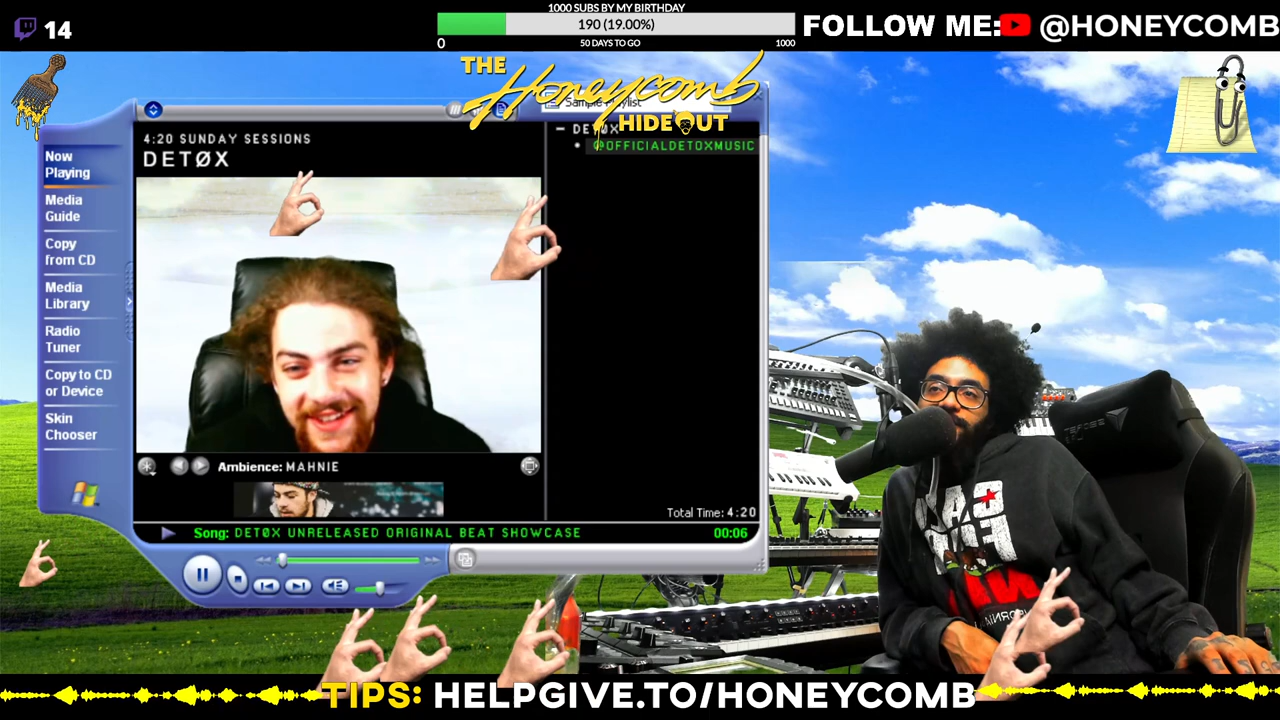 14
1000 SUBS BY MY BIRTHDAY
190 (19.00%)
0
50 DAYS TO GO
1000
FOLLOW ME: @HONEYCOMB
THE
Honeycomb
HIDEOUT
Sample Playlist
4:20 SUNDAY SESSIONS
DETØX
DETØX
@OFFICIALDETOXMUSIC
Now
Playing
Media
Guide
Copy
from CD
Media
Library
Radio
Tuner
Copy to CD
or Device
Skin
Chooser
Ambience: MAHNIE
Total Time: 4:20
Song: DETØX UNRELEASED ORIGINAL BEAT SHOWCASE
00:06
TIPS: HELPGIVE.TO/HONEYCOMB